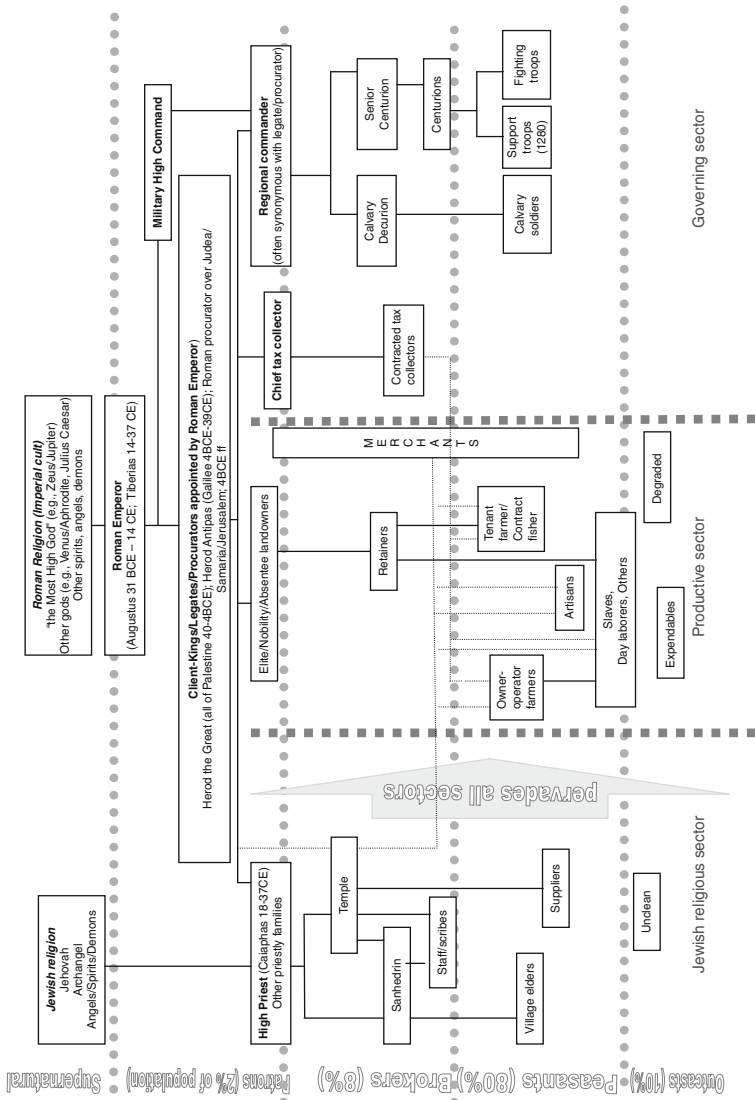 Supernatural
Jewish religion
Jehovah
Archangel
Angels/Spirits/Demons
Roman Religion (Imperial cult)
"the Most High God" (e.g., Zeus/Jupiter)
Other gods (e.g., Venus/Aphrodite, Julius Caesar)
Other spirits, angels, demons
Roman Emperor
(Augustus 31 BCE – 14 CE; Tiberias 14-37 CE)
Military High Command
Client-Kings/Legates/Procurators appointed by Roman Emperor)
Herod the Great (all of Palestine 40-4BCE); Herod Antipas (Galilee 4BCE-39CE); Roman procurator over Judea/
Samaria/Jerusalem; 4BCE ff
Patrons (2% of population)
High Priest (Caiaphas 18-37CE)
Other priestly families
Elite/Nobility/Absentee landowners
Chief tax collector
Regional commander
(often synonymous with legate/procurator)
Brokers (8%)
Temple
Sanhedrin
Staff/scribes
pervades all sectors
Retainers
MERCHANTS
Contracted tax
collectors
Calvary
Decurion
Senior
Centurion
Centurions
Peasants (80%)
Village elders
Suppliers
Owner-
operator
farmers
Artisans
Tenant
farmer/
Contract
fisher
Calvary
soldiers
Support
troops
(1280)
Fighting
troops
Slaves,
Day laborers, Others
Outcasts (10%)
Unclean
Expendables
Degraded
Jewish religious sector
Productive sector
Governing sector